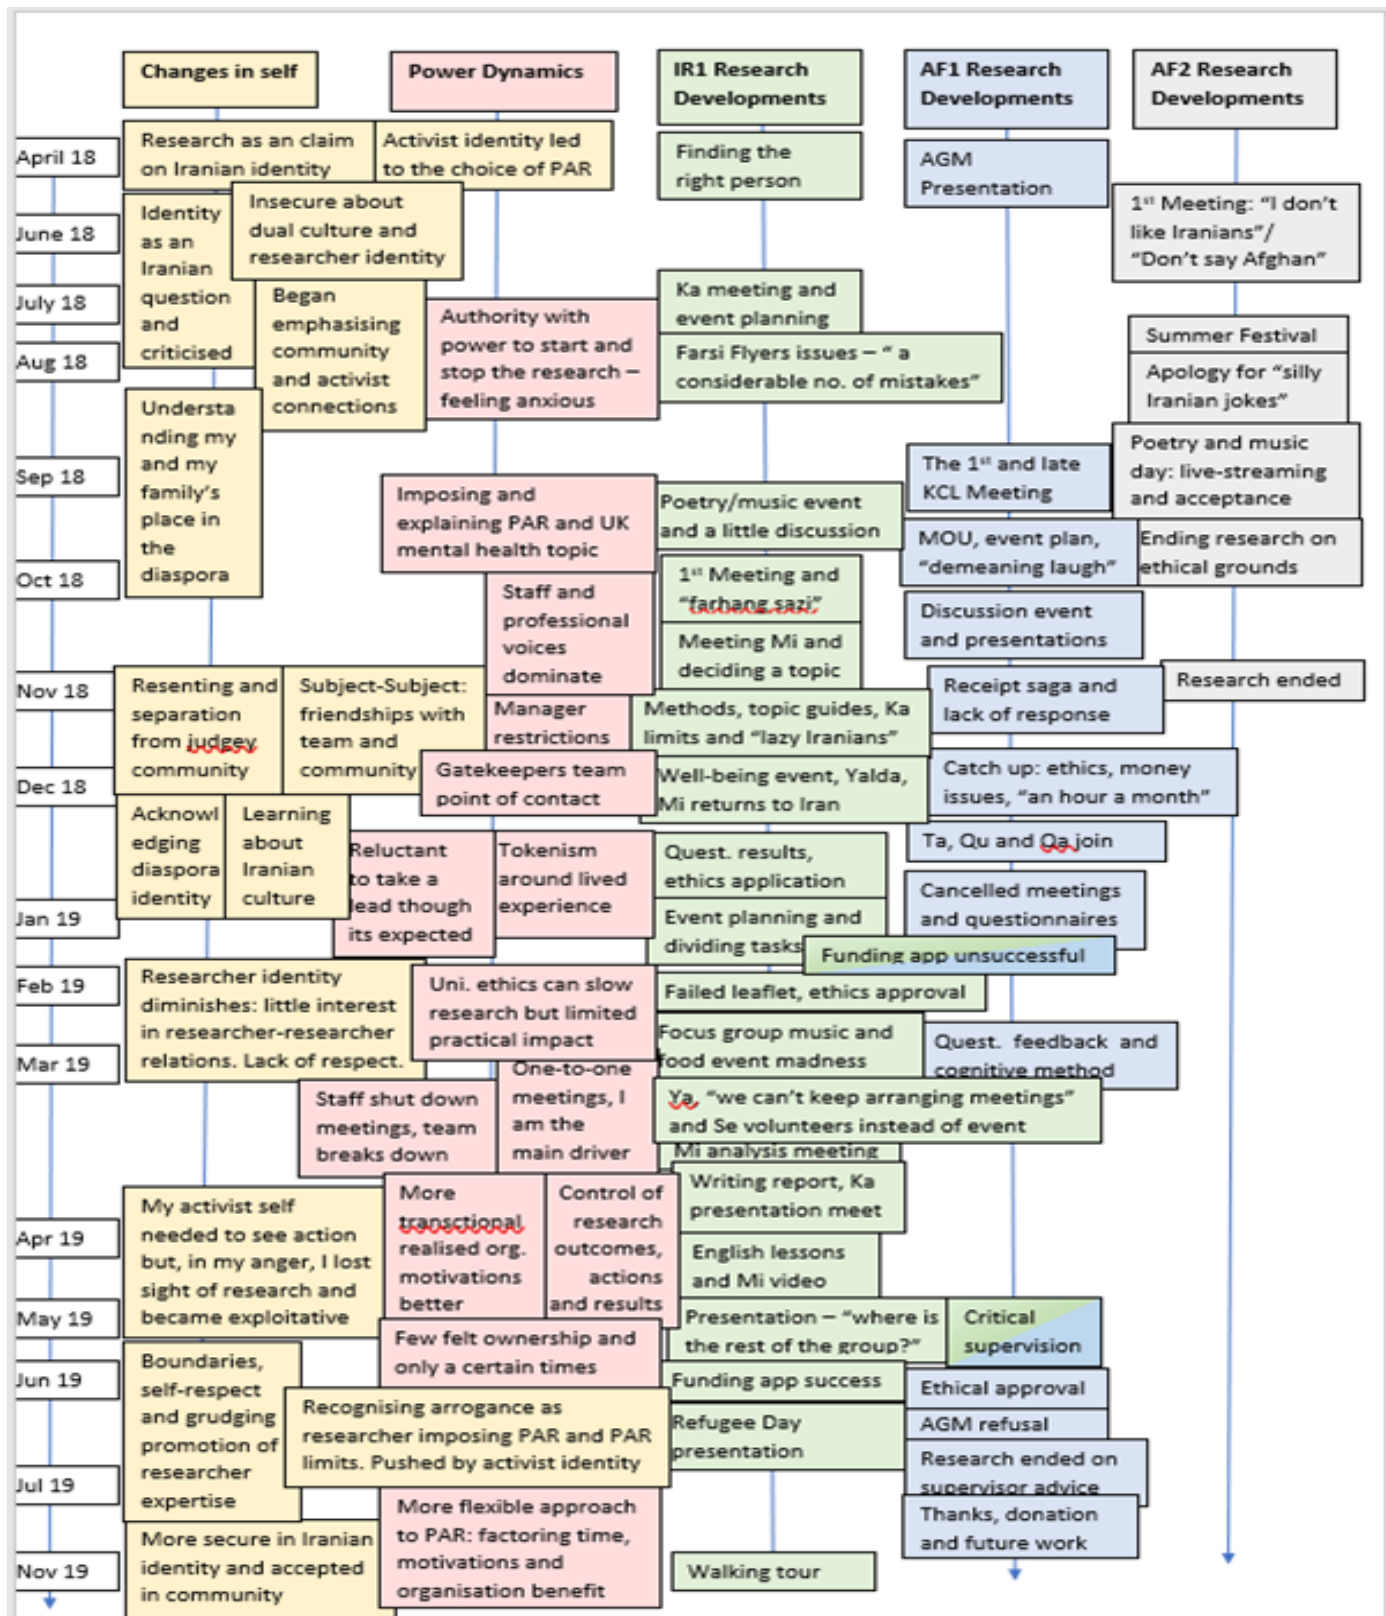 Changes in self
Power Dynamics
IR1 Research
Developments
AF1 Research
Developments
AF2 Research
Developments
April 18
June 18
July 18
Aug 18
Sep 18
Oct 18
Nov 18
Dec 18
Jan 19
Feb 19
Mar 19
Apr 19
May 19
Jun 19
Jul 19
Nov 19
Research as an claim
on Iranian identity
Activist identity led
to the choice of PAR
Identity
as an
Iranian
question
and
criticised
Insecure about
dual culture and
researcher identity
Began
emphasising
community
and activist
connections
Understa
nding my
and my
family's
place in
the
diaspora
Resenting and
separation
from judgey
community
Subject-Subject:
friendships with
team and
community
Acknowl
edging
diaspora
identity
Learning
about
Iranian
culture
Researcher identity
diminishes: little interest
in researcher-researcher
relations. Lack of respect.
My activist self
needed to see action
but, in my anger, I lost
sight of research and
became exploitative
Boundaries,
self-respect
and grudging
promotion of
researcher
expertise
Recognising arrogance as
researcher imposing PAR and PAR
limits. Pushed by activist identity
More secure in Iranian
identity and accepted
in community
Authority with
power to start and
stop the research –
feeling anxious
Imposing and
explaining PAR and UK
mental health topic
Staff and
professional
voices
dominate
Manager
restrictions
Gatekeepers team
point of contact
Reluctant
to take a
lead though
its expected
Tokenism
around lived
experience
Uni. ethics can slow
research but limited
practical impact
One-to-one
meetings, I
am the
main driver
Staff shut down
meetings, team
breaks down
More
transctional
realised org.
motivations
better
Control of
research
outcomes,
actions
and results
Few felt ownership and
only a certain times
More flexible approach
to PAR: factoring time,
motivations and
organisation benefit
Finding the
right person
Ka meeting and
event planning
Farsi Flyers issues – “ a
considerable no. of mistakes”
Poetry/music event
and a little discussion
1st Meeting and
“farhang sazi”
Meeting Mi and
deciding a topic
Methods, topic guides, Ka
limits and “lazy Iranians”
Well-being event, Yalda,
Mi returns to Iran
Quest. results,
ethics application
Event planning and
dividing tasks
Funding app unsuccessful
Failed leaflet, ethics approval
Focus group music and
food event madness
Ya, “we can't keep arranging meetings”
and Se volunteers instead of event
Mi analysis meeting
Writing report, Ka
presentation meet
English lessons
and Mi video
Presentation – “where is
the rest of the group?”
Critical
supervision
Funding app success
Refugee Day
presentation
Walking tour
AGM
Presentation
The 1st and late
KCL Meeting
MOU, event plan,
“demeaning laugh”
Discussion event
and presentations
Receipt saga and
lack of response
Catch up: ethics, money
issues, “an hour a month”
Ta, Qu and Qa join
Cancelled meetings
and questionnaires
Quest. feedback and
cognitive method
Ethical approval
AGM refusal
Research ended on
supervisor advice
Thanks, donation
and future work
1st Meeting: “I don't
like Iranians”/
“Don't say Afghan”
Summer Festival
Apology for “silly
Iranian jokes”
Poetry and music
day: live-streaming
and acceptance
Ending research on
ethical grounds
Research ended